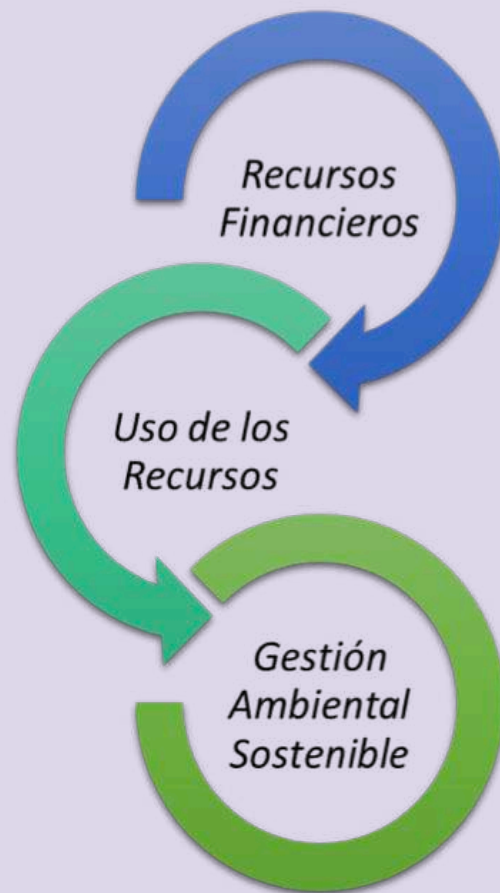 Recursos
Financieros
Uso de los
Recursos
Gestión
Ambiental
Sostenible